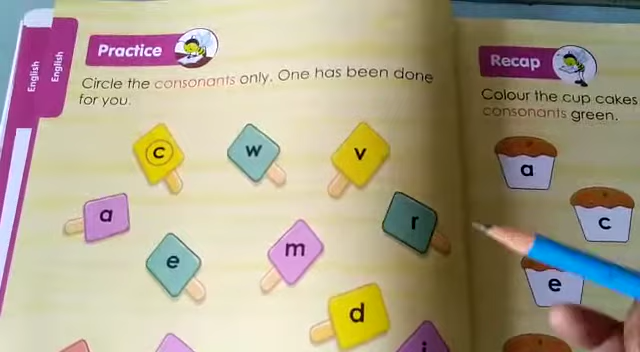 English
English
Practice
Circle the consonants only. One has been done
for you.
c
w
v
a
r
e
m
d
Recap
Colour the cup cakes
consonants green.
a
c
e